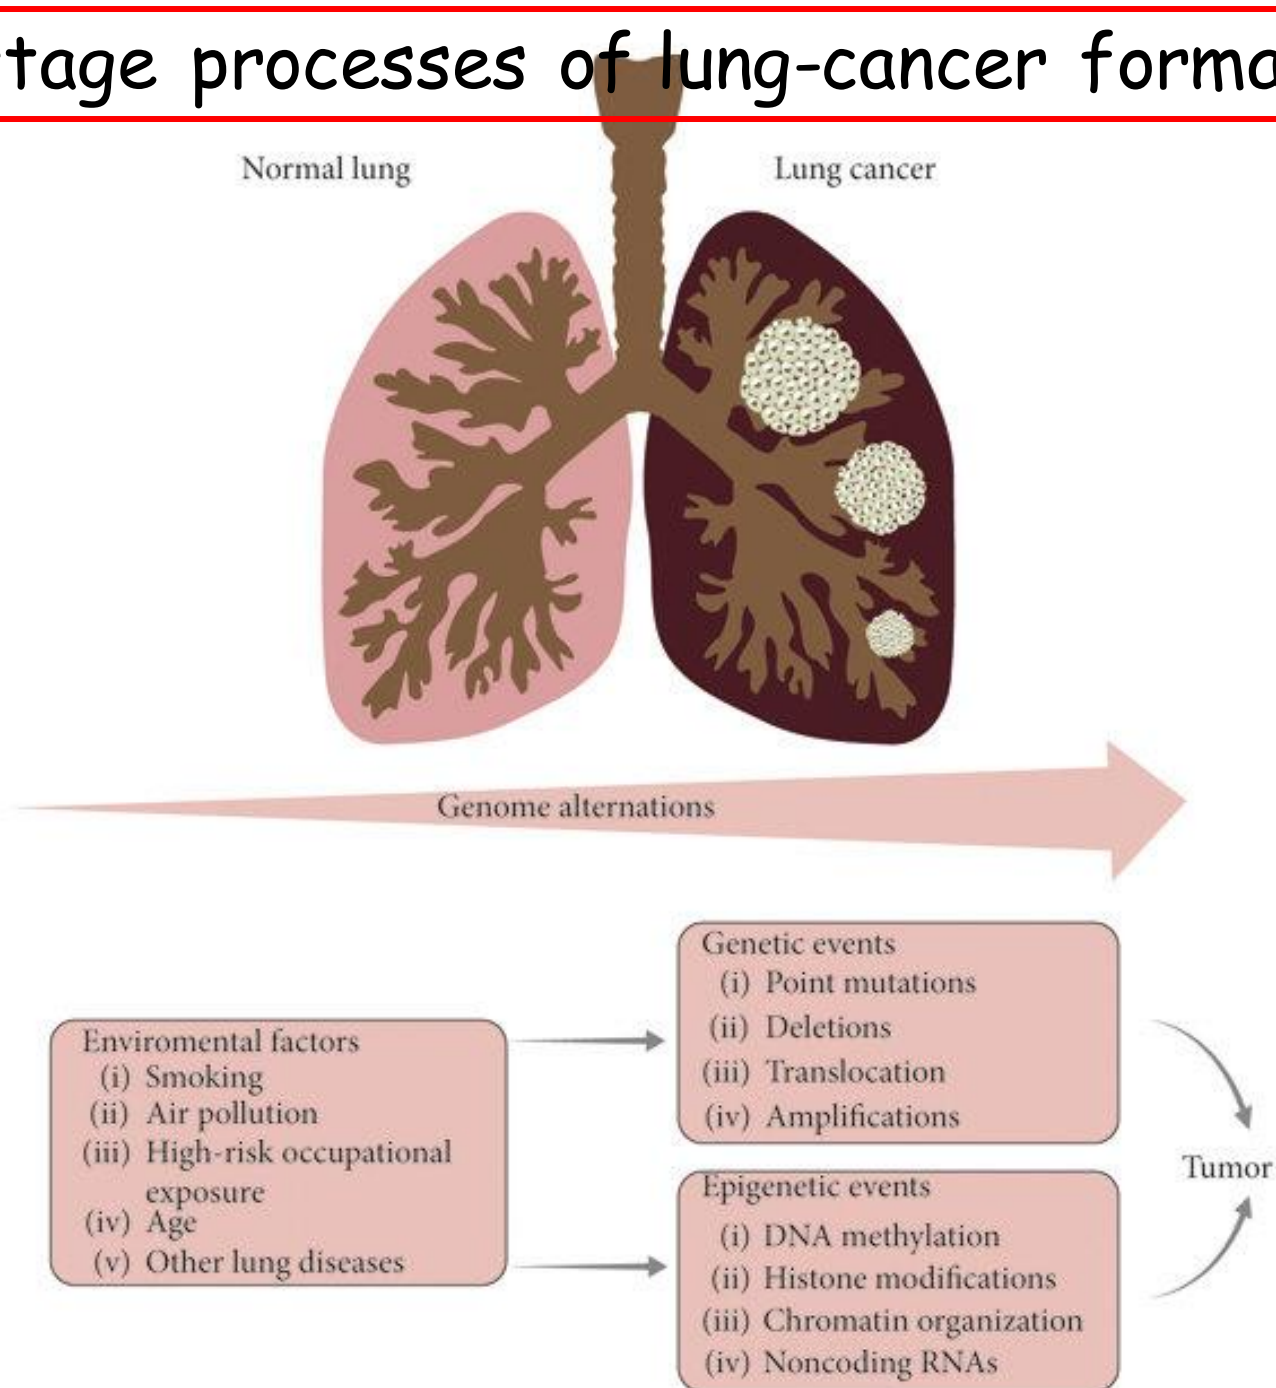 tage processes of lung-cancer forma
Normal lung
Lung cancer
Genome alternations
Enviromental factors
(i) Smoking
(ii) Air pollution
(iii) High-risk occupational
exposure
(iv) Age
(v) Other lung diseases
Genetic events
(i) Point mutations
(ii) Deletions
(iii) Translocation
(iv) Amplifications
Epigenetic events
(i) DNA methylation
(ii) Histone modifications
(iii) Chromatin organization
(iv) Noncoding RNAs
Tumor